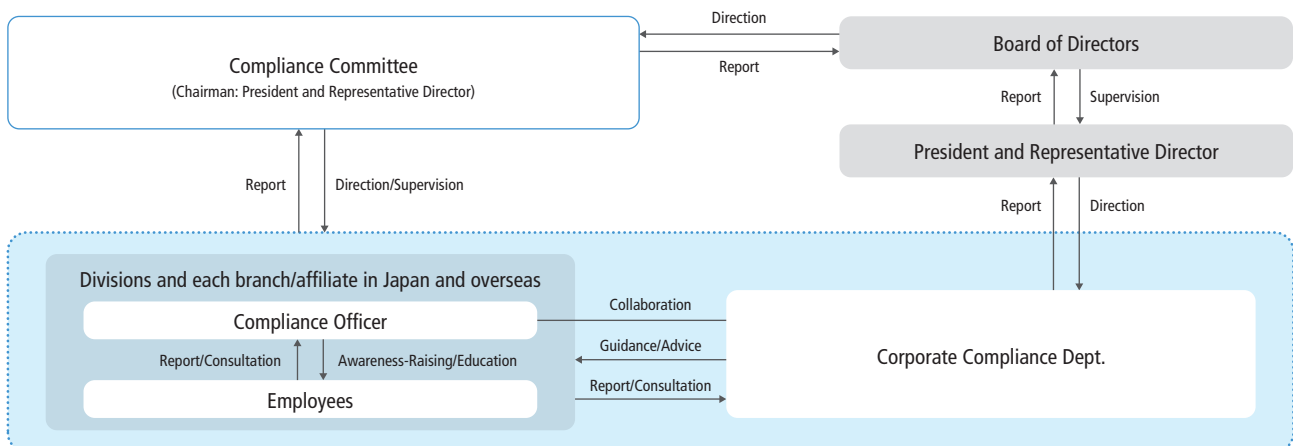 Direction
Compliance Committee
(Chairman: President and Representative Director)
Report
Board of Directors
Report
Supervision
President and Representative Director
Report
Direction/Supervision
Report
Direction
Divisions and each branch/affiliate in Japan and overseas
Compliance Officer
Collaboration
Report/Consultation
Awareness-Raising/Education
Guidance/Advice
Corporate Compliance Dept.
Employees
Report/Consultation